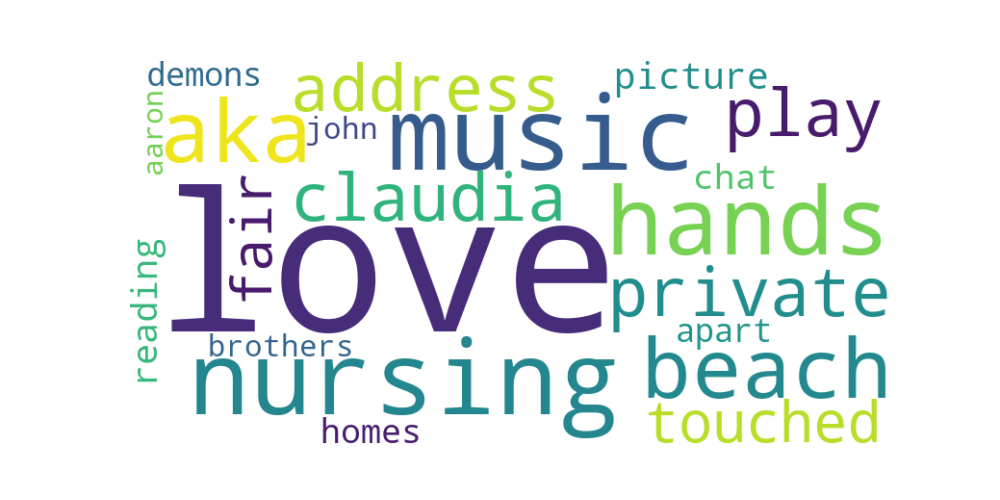 demons
address
picture
aaron
aka
john
music
play
claudia
chat
fair
love
hands
reading
private
brothers
apart
nursing
beach
homes
touched